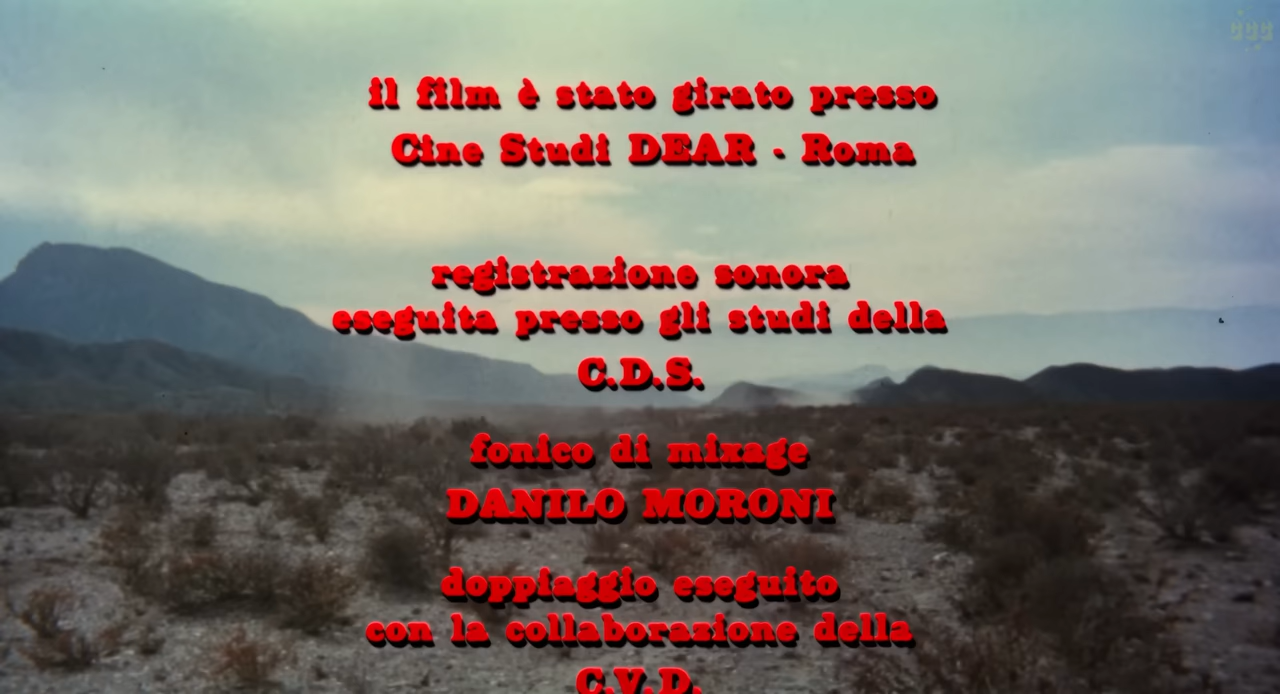 il film è stato girato presso
Cine Studi DEAR - Roma
registrazione sonora
eseguita presso gli studi della
C.D.S.
fonico di mixage
DANILO MORONI
doppiaggio eseguito
con la collaborazione della
C.V.D.